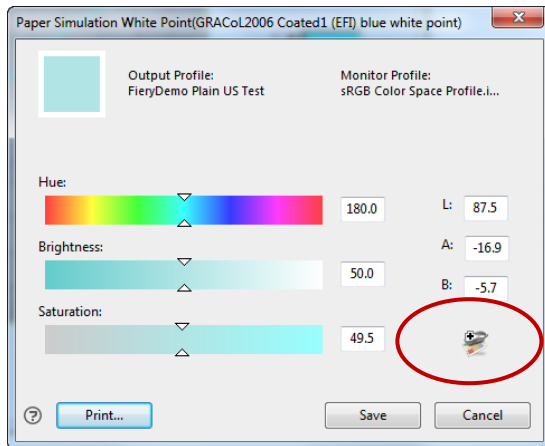 Paper Simulation White Point(GRACoL2006 Coated1 (EFI) blue white point)
Output Profile:
FieryDemo Plain US Test
Monitor Profile:
sRGB Color Space Profile.i...
Hue:
180.0
L: 87.5
Brightness:
A: -16.9
50.0
B: -5.7
Saturation:
49.5
? Print... Save Cancel